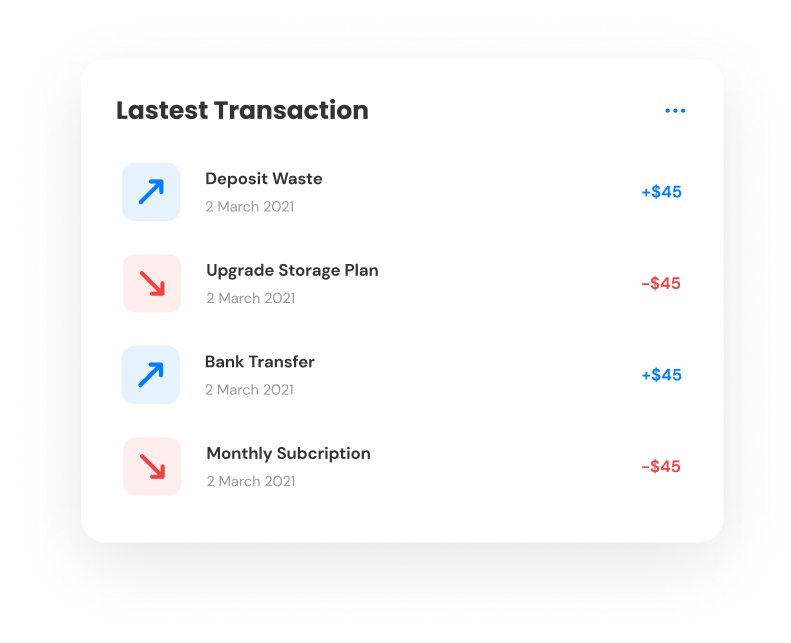 Lastest Transaction
Deposit Waste
+$45
2 March 2021
Upgrade Storage Plan
-$45
2 March 2021
Bank Transfer
+$45
2 March 2021
Monthly Subcription
-$45
2 March 2021